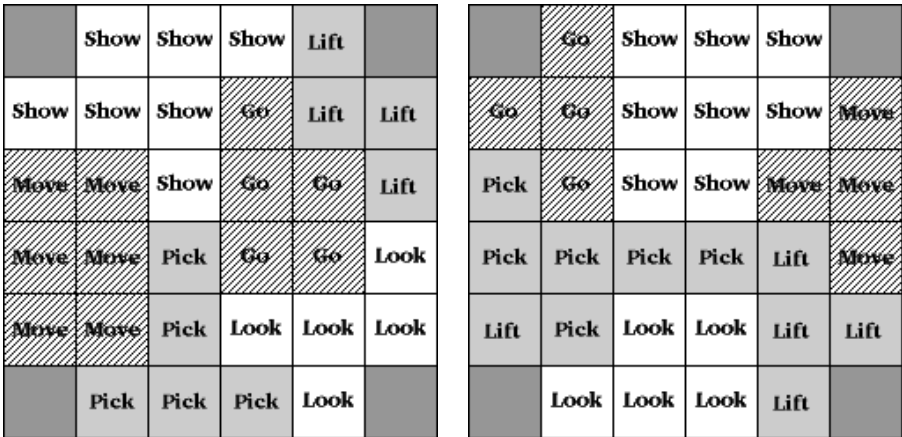 Show Show Show Lift
Show Show Show Go Lift Lift
Move Move Show Go Go Lift
Move Move Pick Go Go Look
Move Move Pick Look Look Look
Pick Pick Pick Look
Go Show Show Show
Go Go Show Show Show Move
Pick Go Show Show Move Move
Pick Pick Pick Pick Lift Move
Lift Pick Look Look Lift Lift
Look Look Look Lift